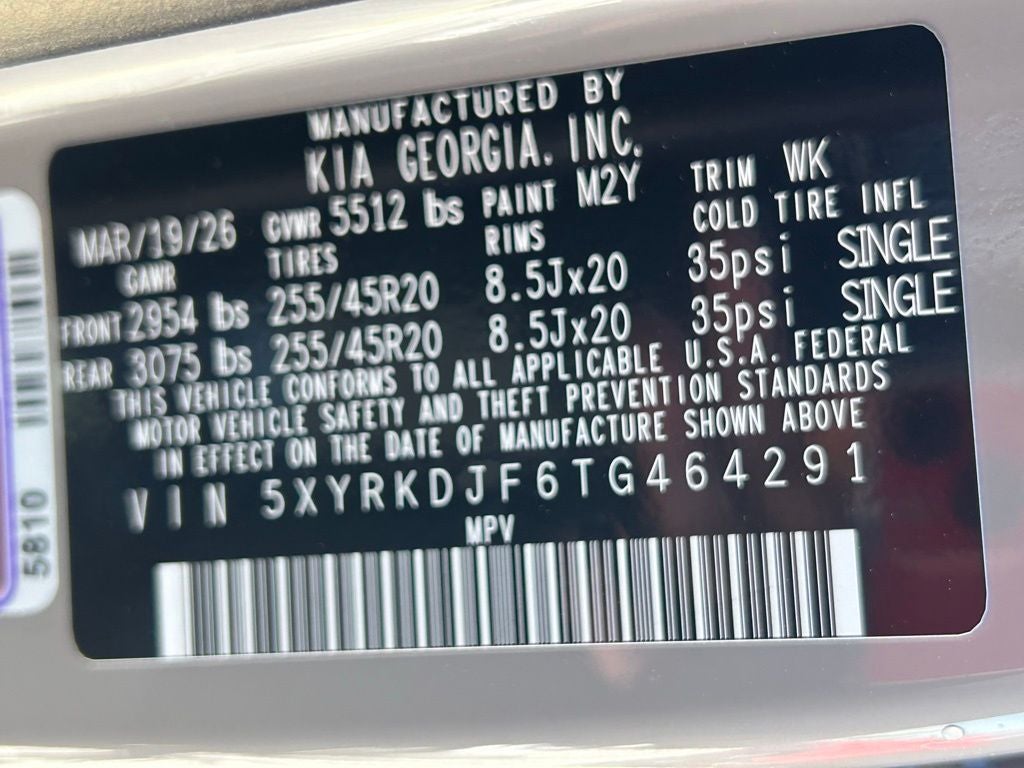 MANUFACTURED BY
KIA GEORGIA. INC.
MAR/19/26 GVWR 5512 lbs PAINT M2Y TRIM WK
GAWR TIRES RIMS COLD TIRE INFL
FRONT 2954 lbs 255/45R20 8.5Jx20 35psi SINGLE
REAR 3075 lbs 255/45R20 8.5Jx20 35psi SINGLE
THIS VEHICLE CONFORMS TO ALL APPLICABLE U.S.A. FEDERAL
MOTOR VEHICLE SAFETY AND THEFT PREVENTION STANDARDS
IN EFFECT ON THE DATE OF MANUFACTURE SHOWN ABOVE
VIN 5XYRKDJF6TG464291
MPV
5810